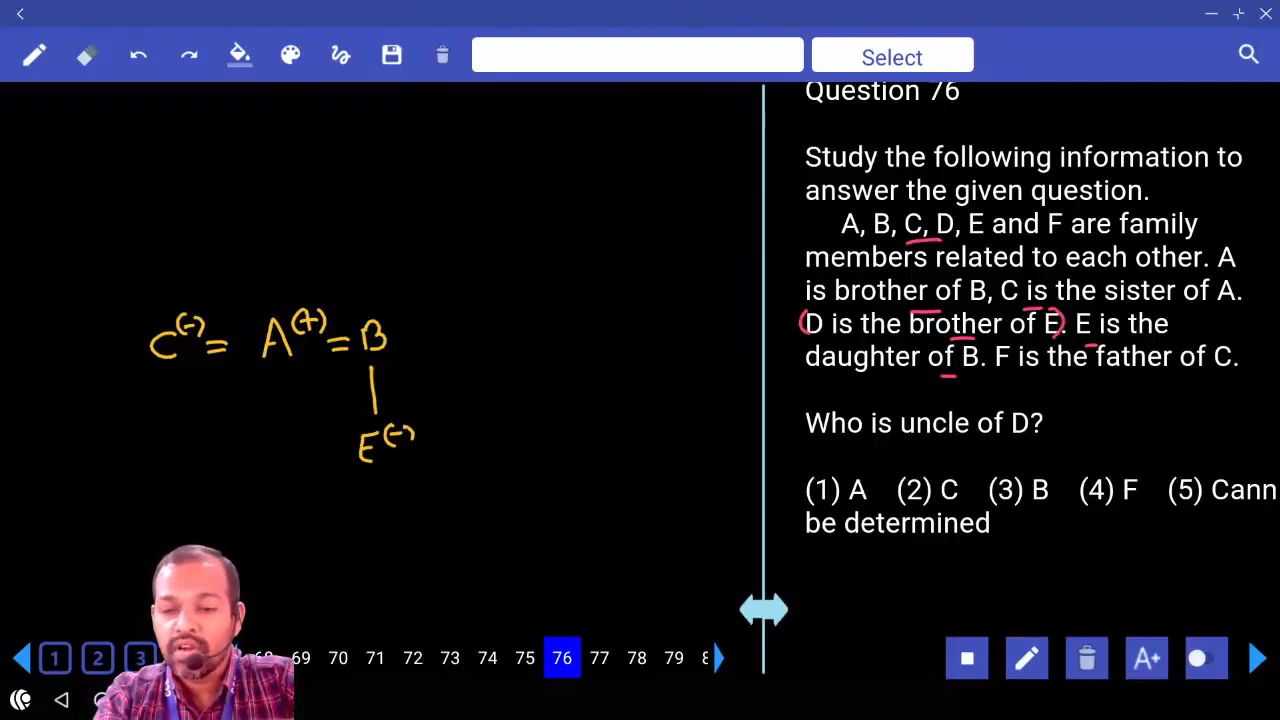 Select
Question 76
Study the following information to
answer the given question.
A, B, C, D, E and F are family
members related to each other. A
is brother of B, C is the sister of A.
(D is the brother of E). E is the
daughter of B. F is the father of C.
Who is uncle of D?
(1) A (2) C (3) B (4) F (5) Cann
be determined
C(-) = A(+) = B
E(-)
1 2 3 69 70 71 72 73 74 75 76 77 78 79
A+